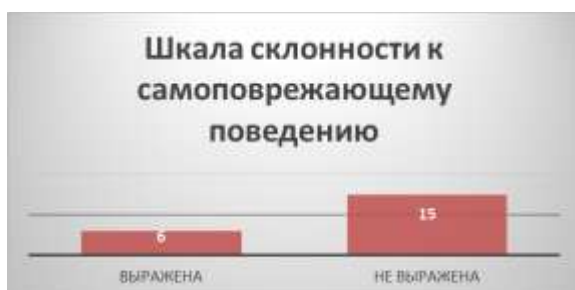 Шкала склонности к
самоповрежающему
поведению
6
15
ВЫРАЖЕНА
НЕ ВЫРАЖЕНА